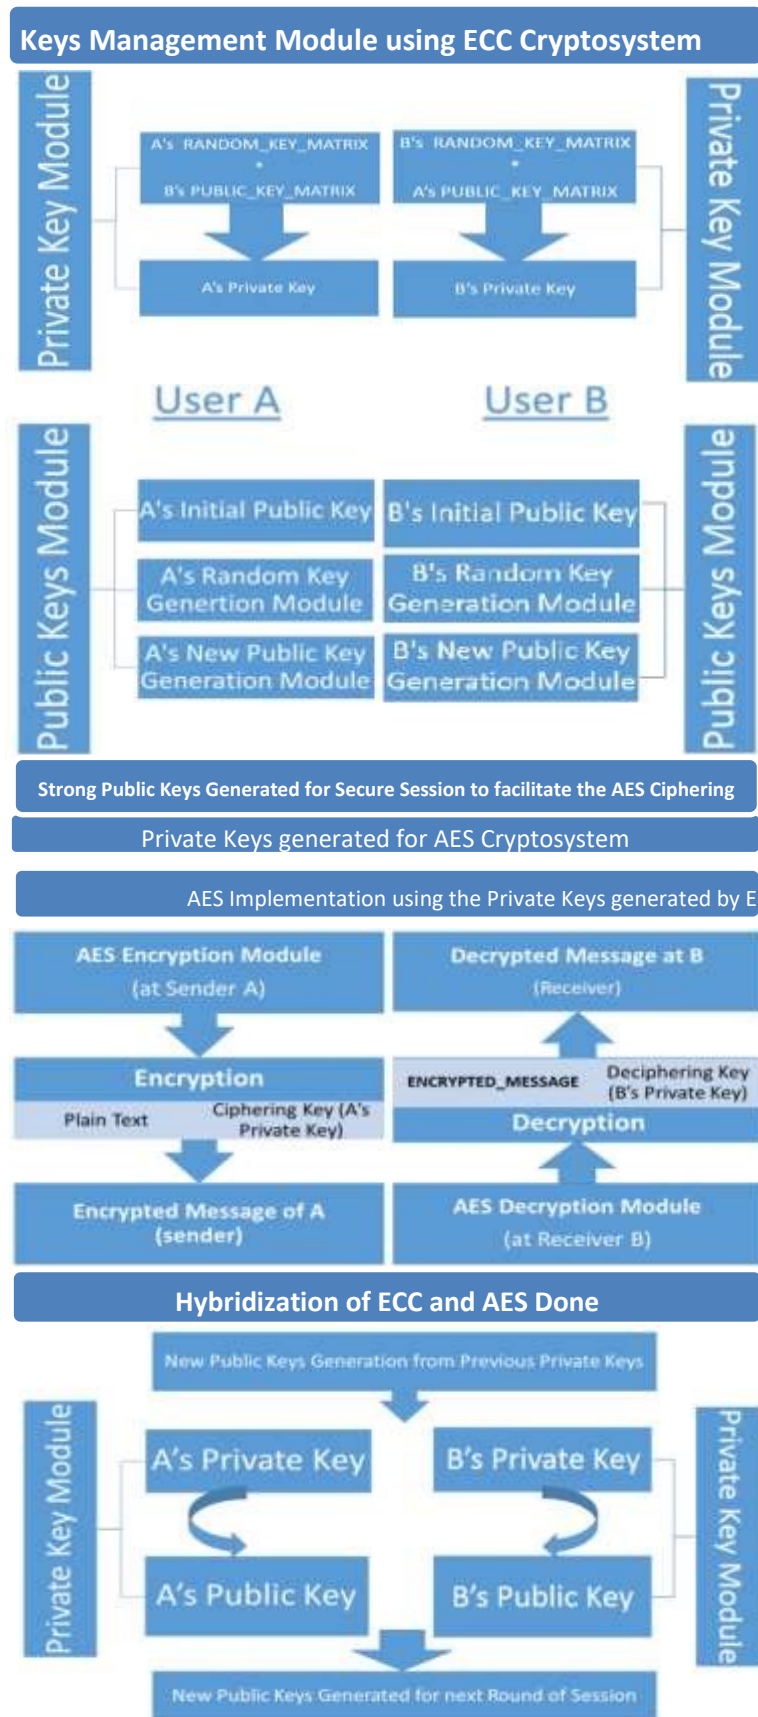 Keys Management Module using ECC Cryptosystem
Private Key Module
A's RANDOM_KEY_MATRIX
*
B's PUBLIC_KEY_MATRIX
A's Private Key
B's RANDOM_KEY_MATRIX
*
A's PUBLIC_KEY_MATRIX
B's Private Key
Private Key Module
User A
User B
Public Keys Module
A's Initial Public Key
A's Random Key
Genertion Module
A's New Public Key
Generation Module
B's Initial Public Key
B's Random Key
Generation Module
B's New Public Key
Generation Module
Public Keys Module
Strong Public Keys Generated for Secure Session to facilitate the AES Ciphering
Private Keys generated for AES Cryptosystem
AES Implementation using the Private Keys generated by E
AES Encryption Module
(at Sender A)
Encryption
Plain Text
Ciphering Key (A's
Private Key)
Encrypted Message of A
(sender)
Decrypted Message at B
(Receiver)
ENCRYPTED_MESSAGE
Deciphering Key
(B's Private Key)
Decryption
AES Decryption Module
(at Receiver B)
Hybridization of ECC and AES Done
New Public Keys Generation from Previous Private Keys
Private Key Module
A's Private Key
A's Public Key
B's Private Key
B's Public Key
Private Key Module
New Public Keys Generated for next Round of Session